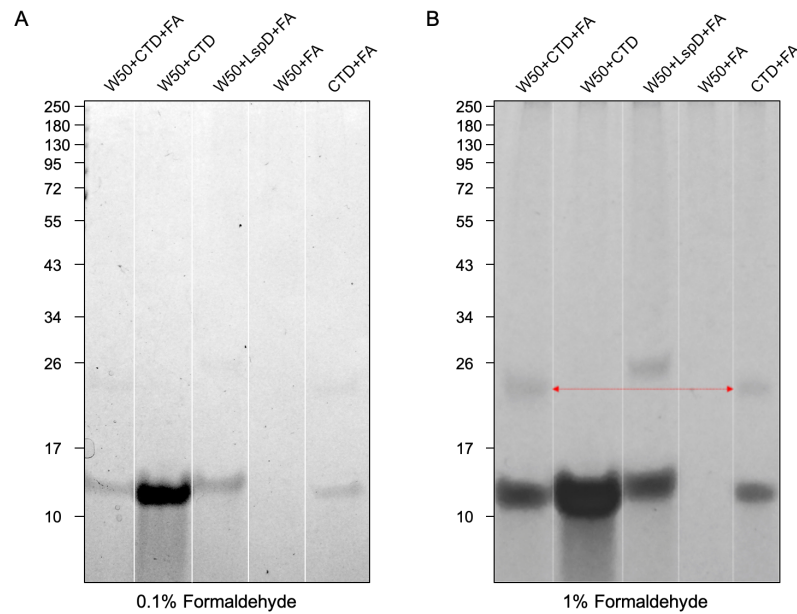 A
W50+CTD+FA
W50+CTD
W50+LspD+FA
W50+FA
CTD+FA
250
180
130
95
72
55
43
34
26
17
10
0.1% Formaldehyde
B
W50+CTD+FA
W50+CTD
W50+LspD+FA
W50+FA
CTD+FA
250
180
130
95
72
55
43
34
26
17
10
1% Formaldehyde